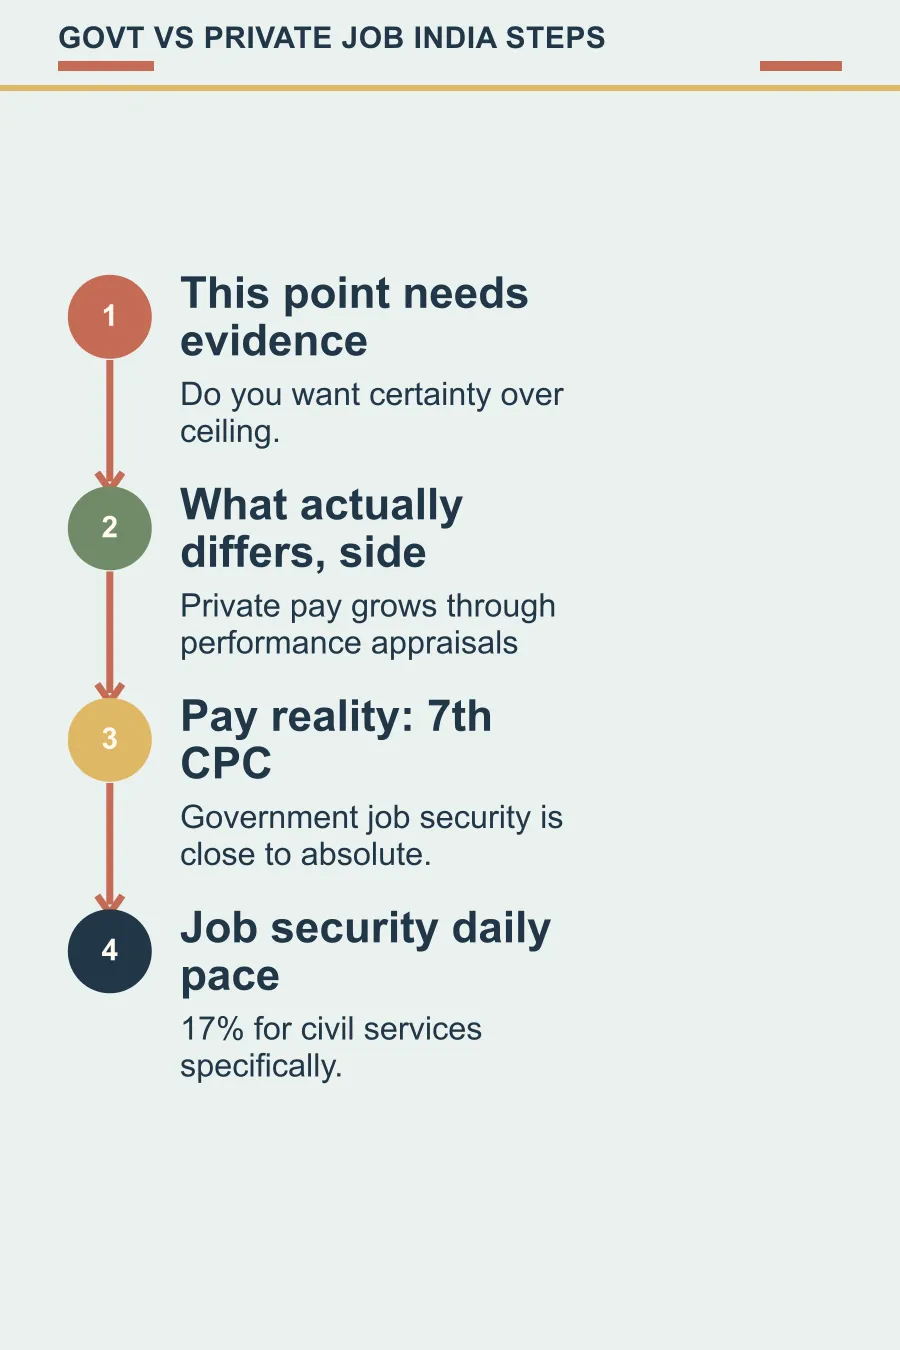 GOVT VS PRIVATE JOB INDIA STEPS
1
This point needs
evidence
Do you want certainty over
ceiling.
2
What actually
differs, side
Private pay grows through
performance appraisals
3
Pay reality: 7th
CPC
Government job security is
close to absolute.
4
Job security daily
pace
17% for civil services
specifically.